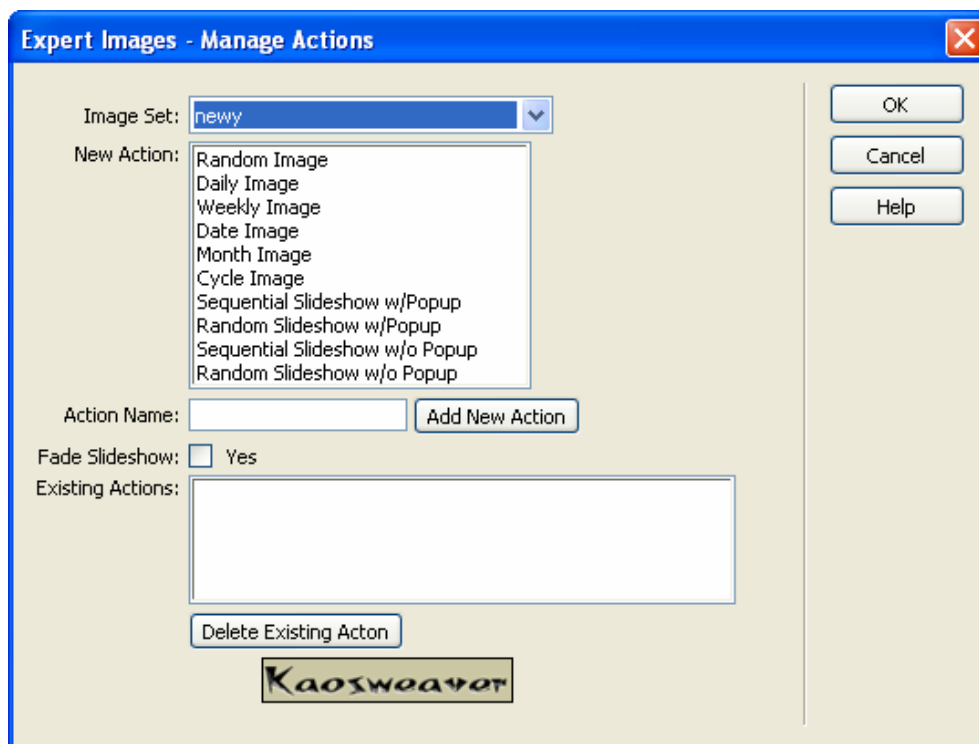 Expert Images - Manage Actions
Image Set: newy
OK
New Action:
Random Image
Daily Image
Weekly Image
Date Image
Month Image
Cycle Image
Sequential Slideshow w/Popup
Random Slideshow w/Popup
Sequential Slideshow w/o Popup
Random Slideshow w/o Popup
Cancel
Help
Action Name: Add New Action
Fade Slideshow: Yes
Existing Actions:
Delete Existing Acton
Kaosweaver